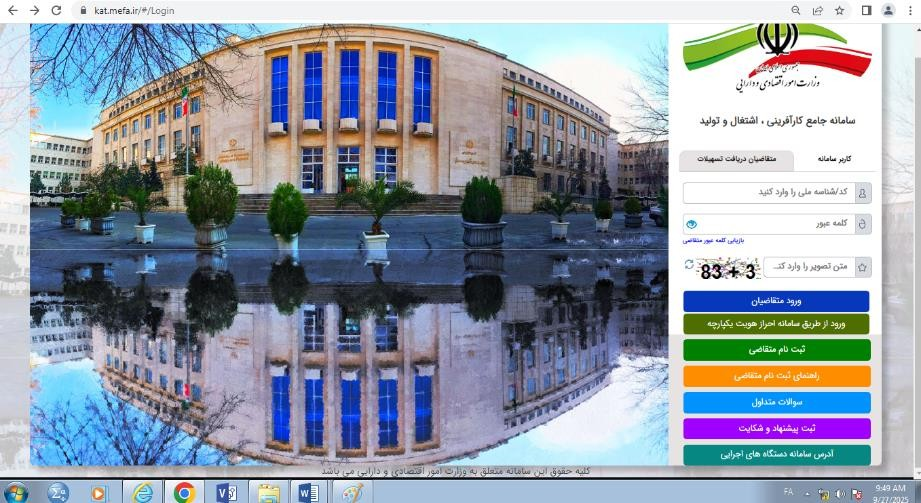 kat.mefa.ir/#/Login
وزارت امور اقتصادی و دارایی
سامانه جامع کارآفرینی ، اشتغال و تولید
کاربر سامانه
متقاضیان دریافت تسهیلات
کد/شناسه ملی را وارد کنید
کلمه عبور
بازیابی کلمه عبور متقاضی
متن تصویر را وارد کنـ...
83 + 3
ورود متقاضیان
ورود از طریق سامانه احراز هویت یکپارچه
ثبت نام متقاضی
راهنمای ثبت نام متقاضی
سوالات متداول
ثبت پیشنهاد و شکایت
آدرس سامانه دستگاه های اجرایی
کلیه حقوق این سامانه متعلق به وزارت امور اقتصادی و دارایی می باشد
FA
9:49 AM
9/27/2025